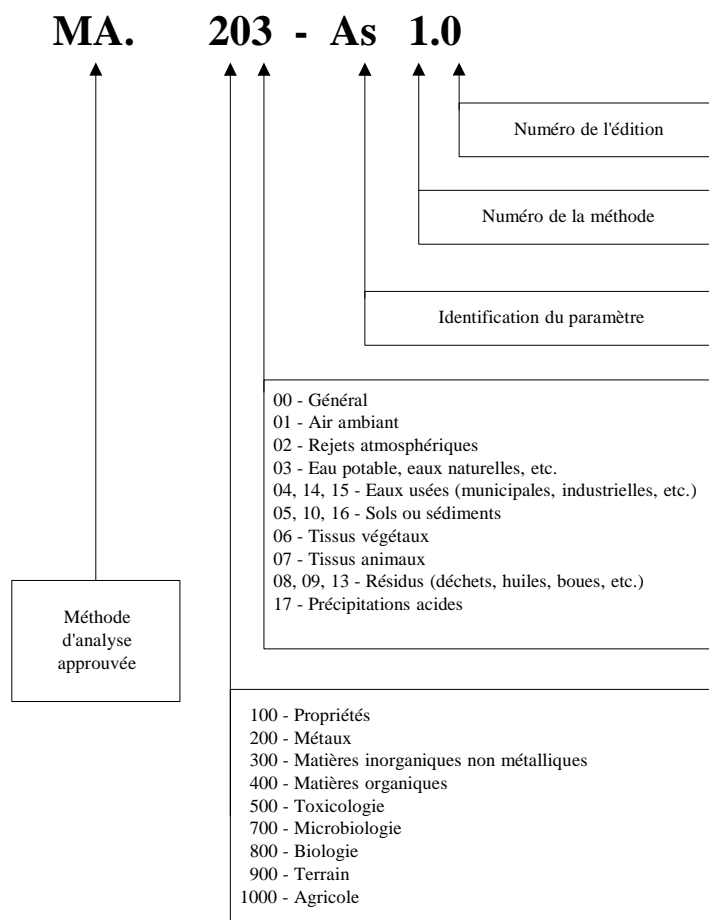 MA. 203 - As 1.0
Numéro de l'édition
Numéro de la méthode
Identification du paramètre
00 - Général
01 - Air ambiant
02 - Rejets atmosphériques
03 - Eau potable, eaux naturelles, etc.
04, 14, 15 - Eaux usées (municipales, industrielles, etc.)
05, 10, 16 - Sols ou sédiments
06 - Tissus végétaux
07 - Tissus animaux
08, 09, 13 - Résidus (déchets, huiles, boues, etc.)
17 - Précipitations acides
Méthode
d'analyse
approuvée
100 - Propriétés
200 - Métaux
300 - Matières inorganiques non métalliques
400 - Matières organiques
500 - Toxicologie
700 - Microbiologie
800 - Biologie
900 - Terrain
1000 - Agricole